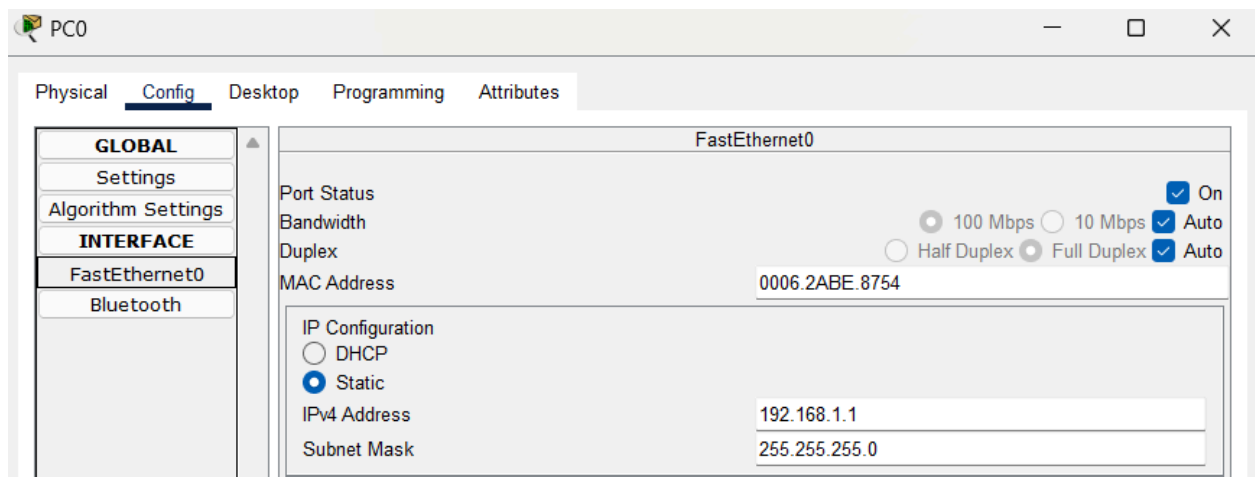 PC0
Physical Config Desktop Programming Attributes
GLOBAL
Settings
Algorithm Settings
INTERFACE
FastEthernet0
Bluetooth
FastEthernet0
Port Status On
Bandwidth 100 Mbps 10 Mbps Auto
Duplex Half Duplex Full Duplex Auto
MAC Address 0006.2ABE.8754
IP Configuration
DHCP
Static
IPv4 Address 192.168.1.1
Subnet Mask 255.255.255.0